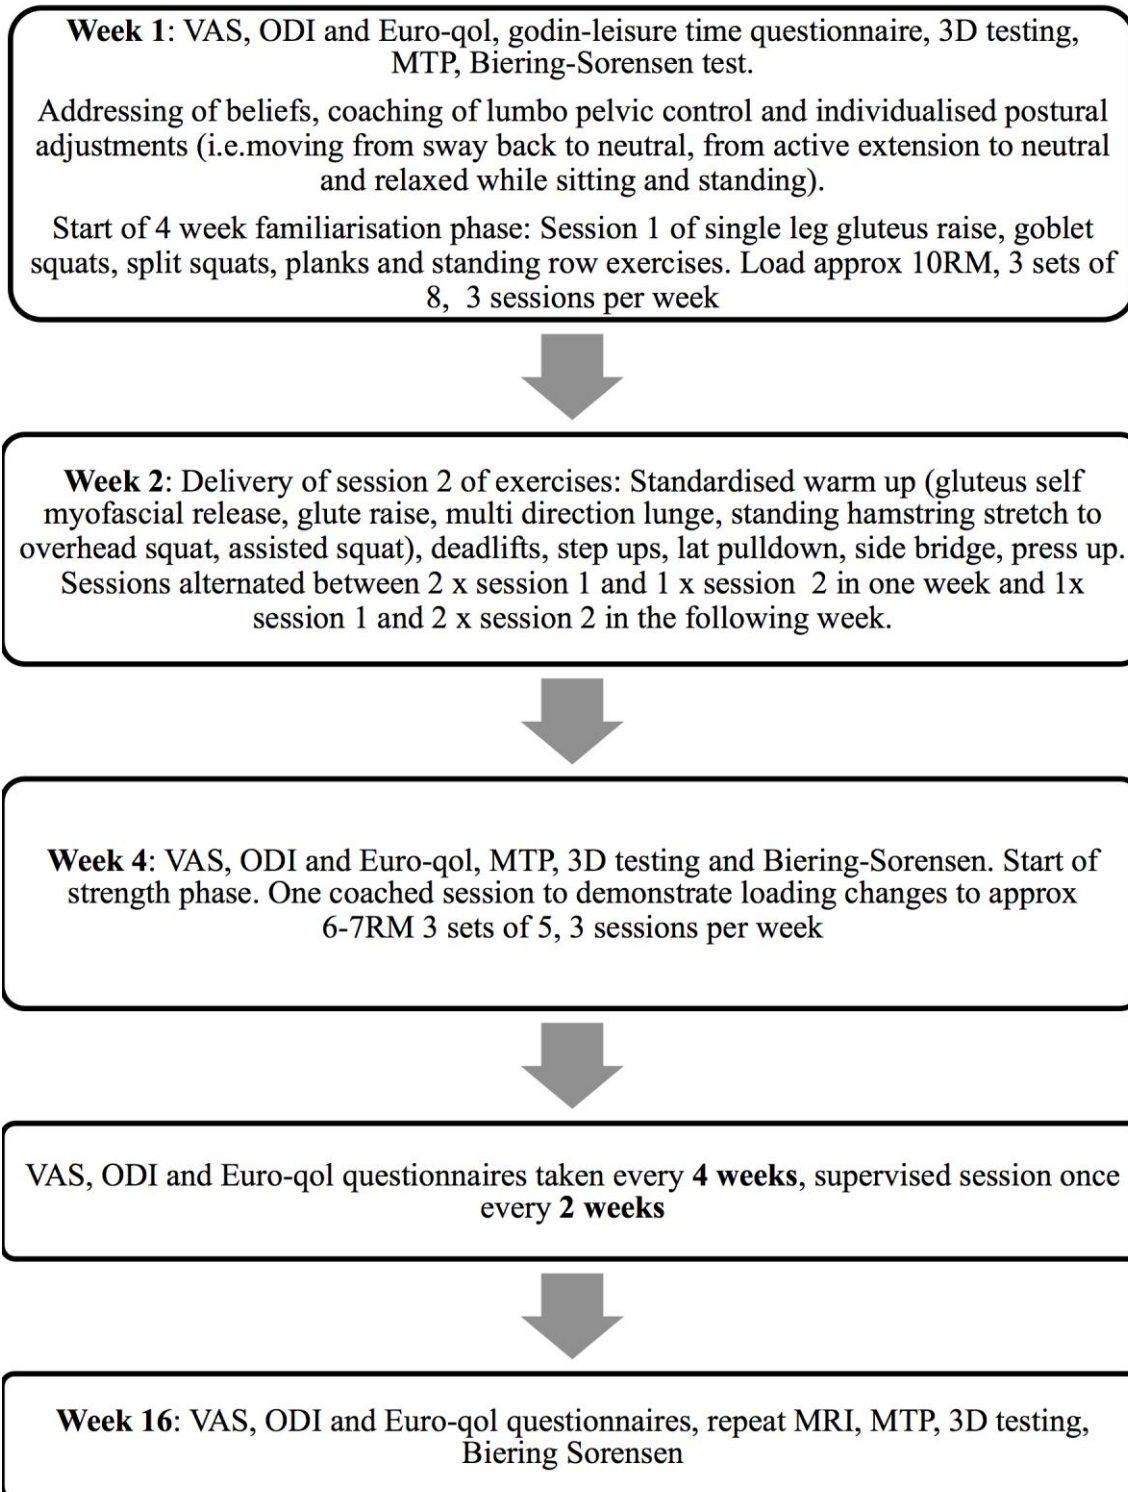 Week 1: VAS, ODI and Euro-qol, godin-leisure time questionnaire, 3D testing,
MTP, Biering-Sorensen test.
Addressing of beliefs, coaching of lumbo pelvic control and individualised postural
adjustments (i.e.moving from sway back to neutral, from active extension to neutral
and relaxed while sitting and standing).
Start of 4 week familiarisation phase: Session 1 of single leg gluteus raise, goblet
squats, split squats, planks and standing row exercises. Load approx 10RM, 3 sets of
8, 3 sessions per week
Week 2: Delivery of session 2 of exercises: Standardised warm up (gluteus self
myofascial release, glute raise, multi direction lunge, standing hamstring stretch to
overhead squat, assisted squat), deadlifts, step ups, lat pulldown, side bridge, press up.
Sessions alternated between 2 x session 1 and 1 x session 2 in one week and 1x
session 1 and 2 x session 2 in the following week.
Week 4: VAS, ODI and Euro-qol, MTP, 3D testing and Biering-Sorensen. Start of
strength phase. One coached session to demonstrate loading changes to approx
6-7RM 3 sets of 5, 3 sessions per week
VAS, ODI and Euro-qol questionnaires taken every 4 weeks, supervised session once
every 2 weeks
Week 16: VAS, ODI and Euro-qol questionnaires, repeat MRI, MTP, 3D testing,
Biering Sorensen